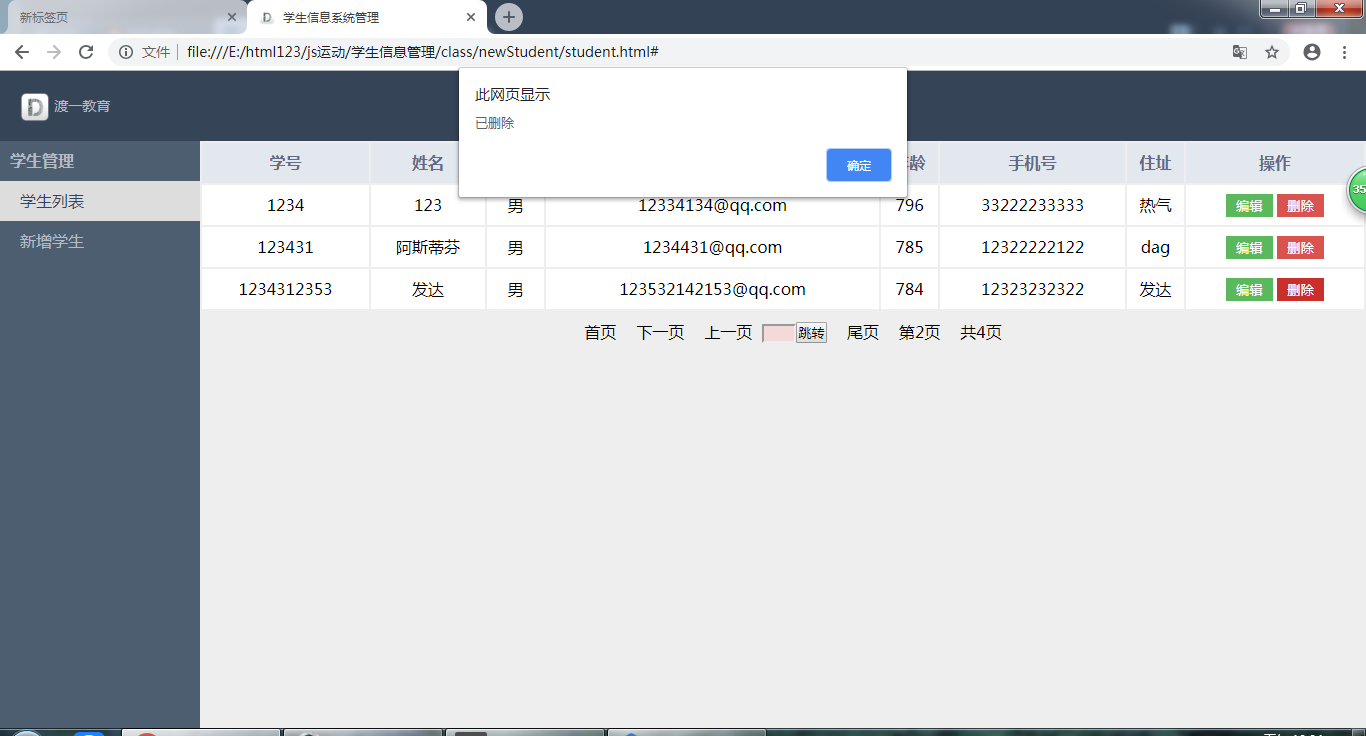 新标签页
学生信息系统管理
文件 file:///E:/html123/js运动/学生信息管理/class/newStudent/student.html#
渡一教育
此网页显示
已删除
确定
学生管理
学生列表
新增学生
学号 姓名 龄 手机号 住址 操作
1234 123 男 12334134@qq.com 796 33222233333 热气 编辑 删除
123431 阿斯蒂芬 男 1234431@qq.com 785 12322222122 dag 编辑 删除
1234312353 发达 男 123532142153@qq.com 784 12323232322 发达 编辑 删除
首页 下一页 上一页 跳转 尾页 第2页 共4页
35